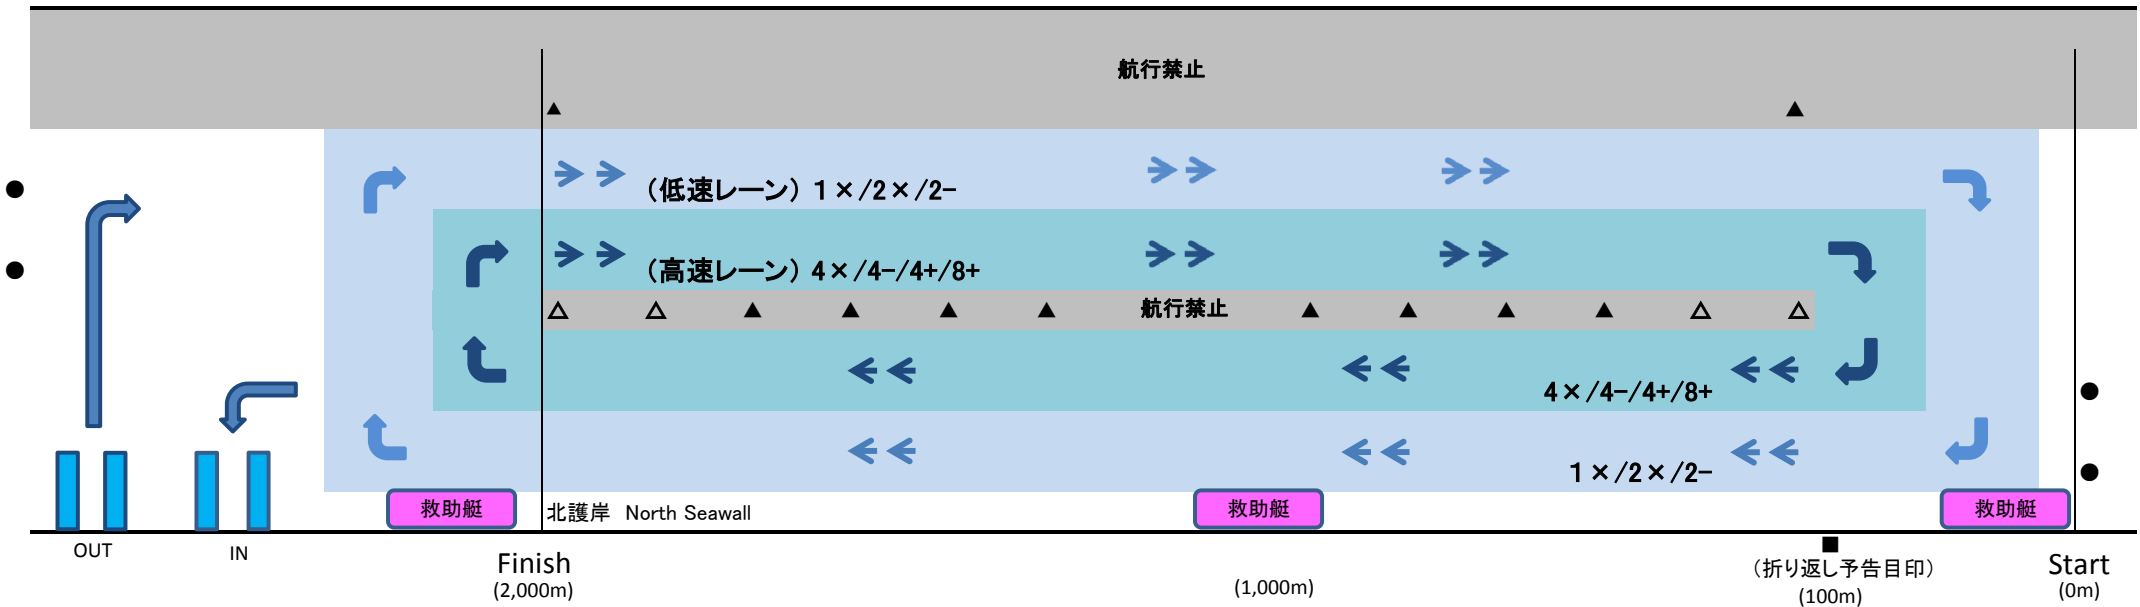 航行禁止
(低速レーン) 1×/2×/2-
(高速レーン) 4×/4-/4+/8+
航行禁止
4×/4-/4+/8+
1×/2×/2-
救助艇
救助艇
救助艇
北護岸 North Seawall
OUT
IN
Finish
(2,000m)
(1,000m)
(折り返し予告目印)
(100m)
Start
(0m)